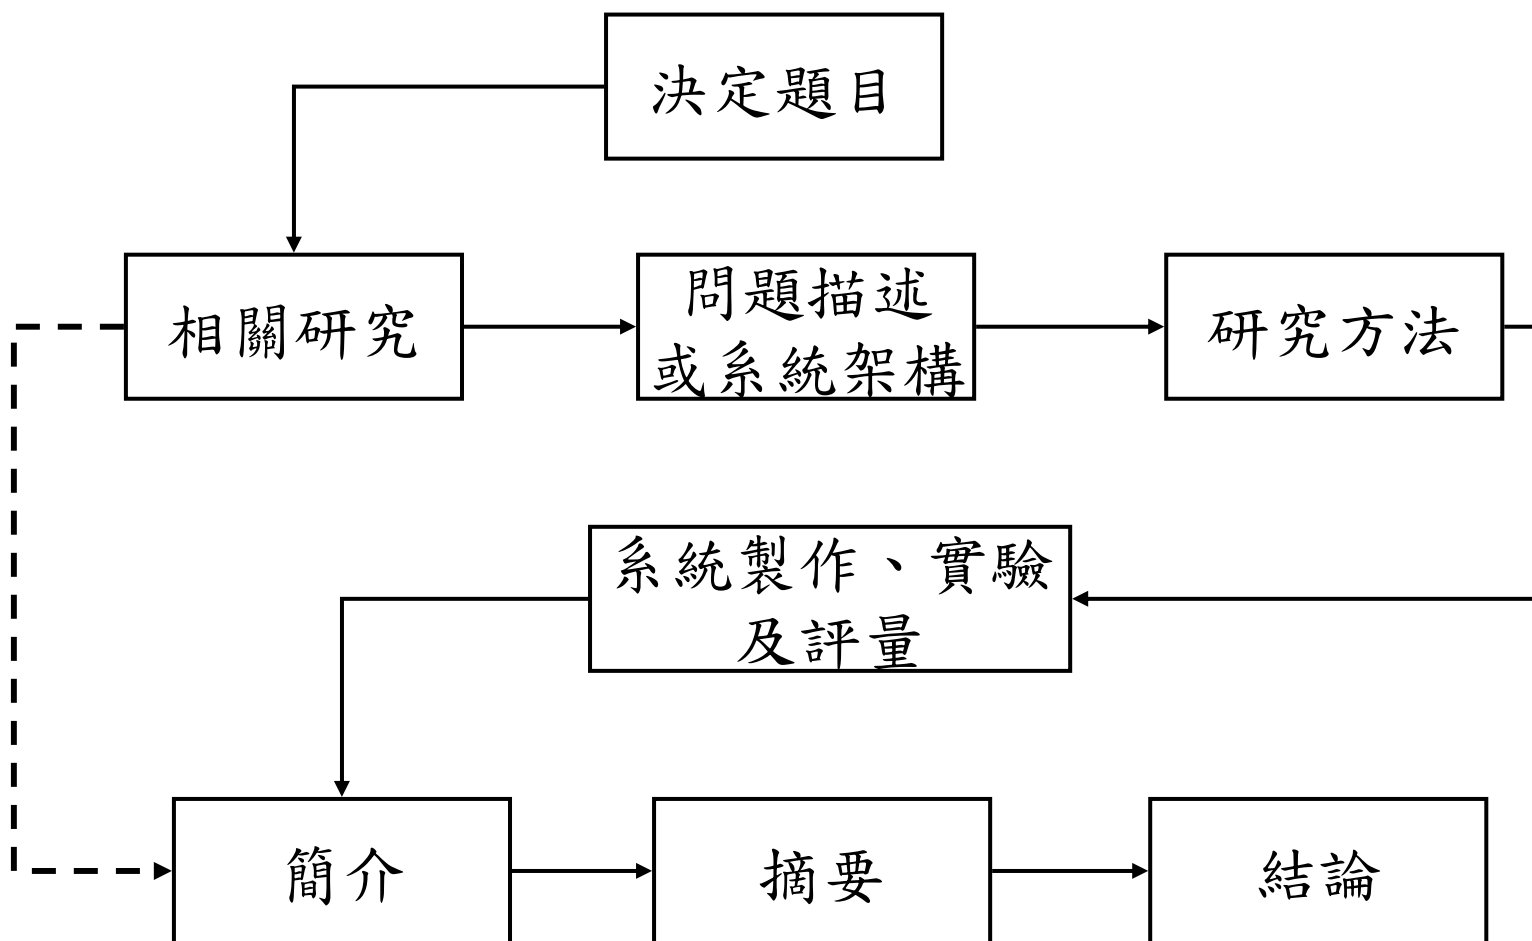 決定題目
相關研究
問題描述
或系統架構
研究方法
系統製作、實驗
及評量
簡介
摘要
結論